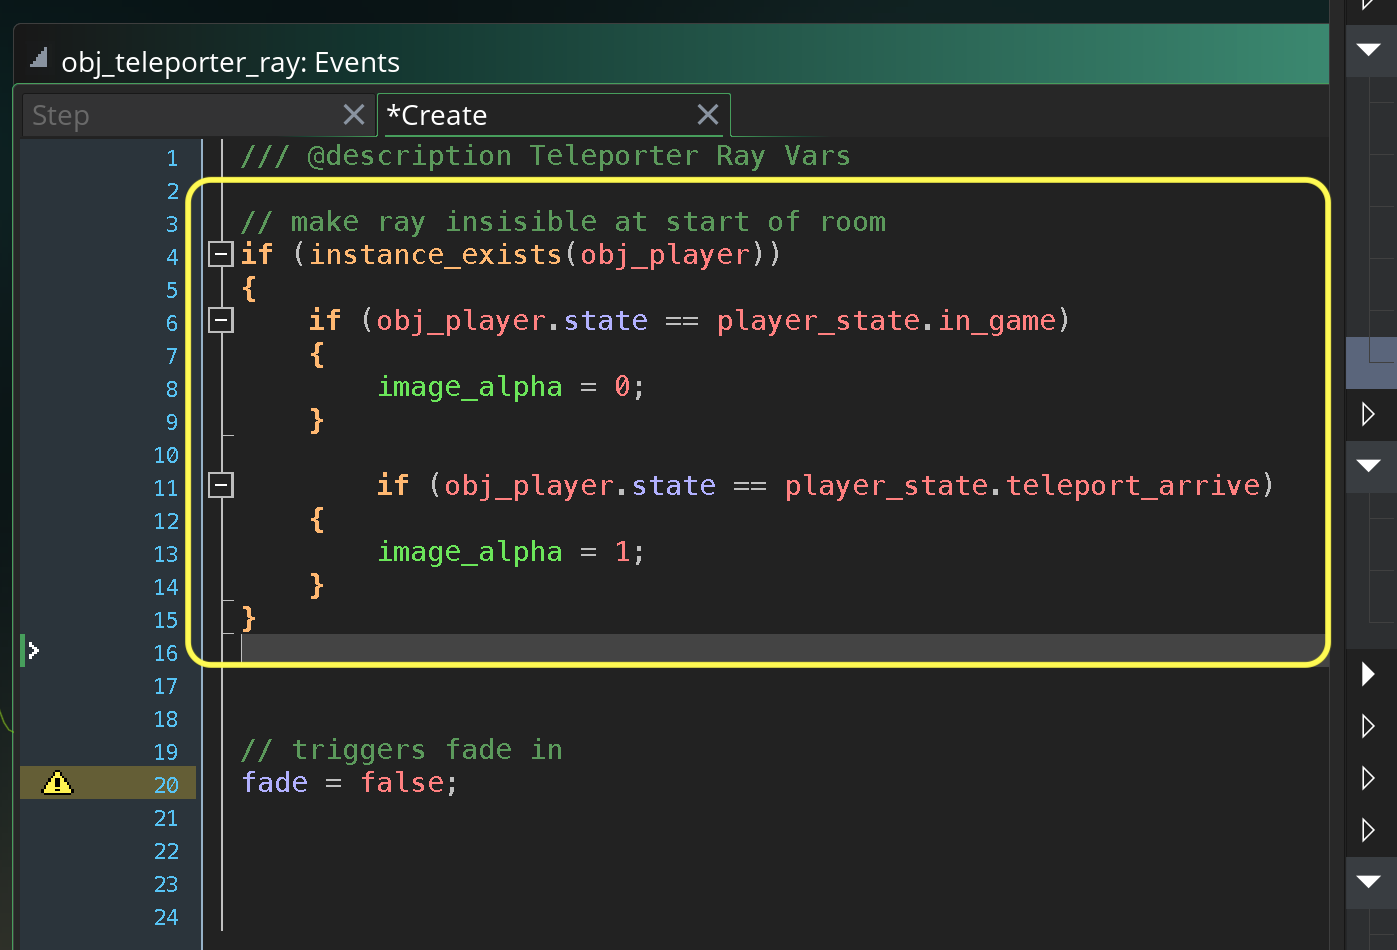 obj_teleporter_ray: Events
Step
*Create
1 /// @description Teleporter Ray Vars
2
3 // make ray insisible at start of room
4 if (instance_exists(obj_player))
5 {
6     if (obj_player.state == player_state.in_game)
7     {
8         image_alpha = 0;
9     }
10
11         if (obj_player.state == player_state.teleport_arrive)
12     {
13         image_alpha = 1;
14     }
15 }
16
17
18
19 // triggers fade in
20 fade = false;
21
22
23
24